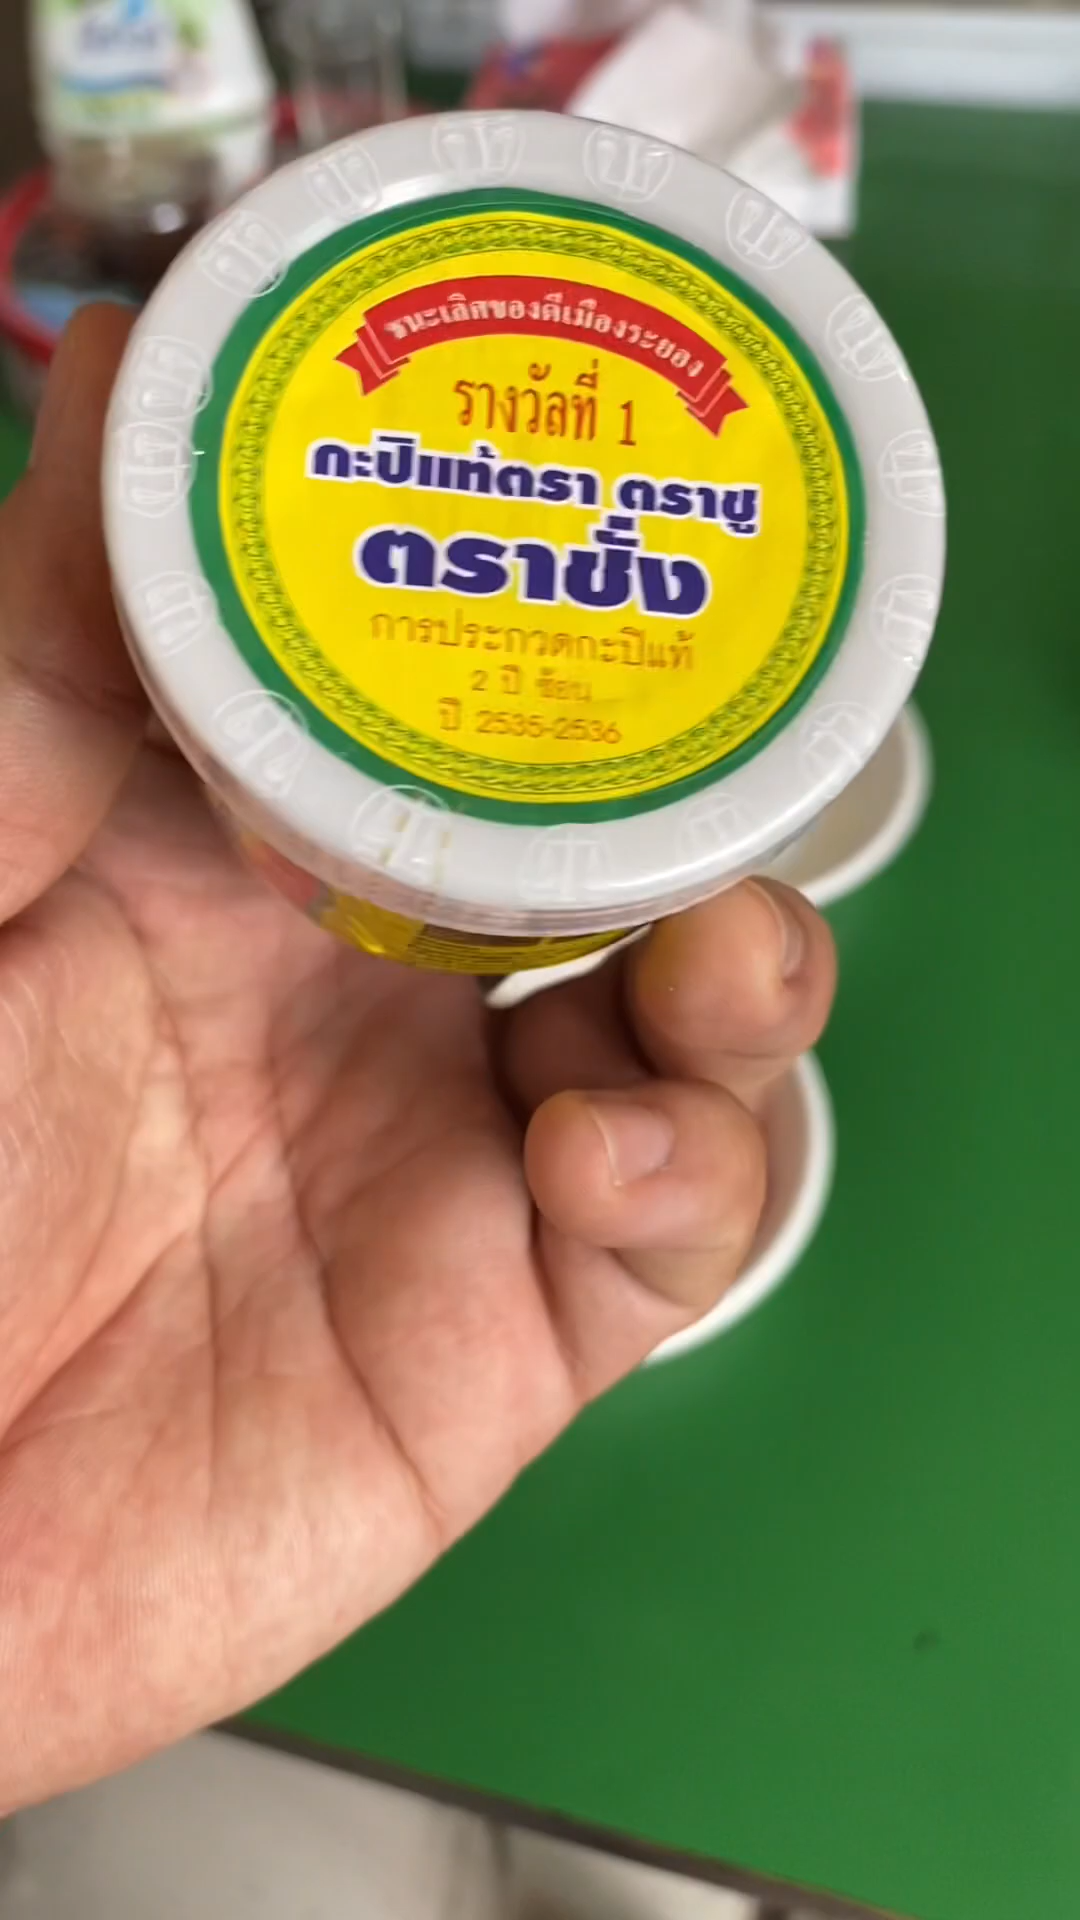 ชนะเลิศของดีเมืองระยอง
รางวัลที่ 1
กะปิแท้ตรา ตราชู
ตราชั่ง
การประกวดกะปิแท้
2 ปี ซ้อน
ปี 2535-2536